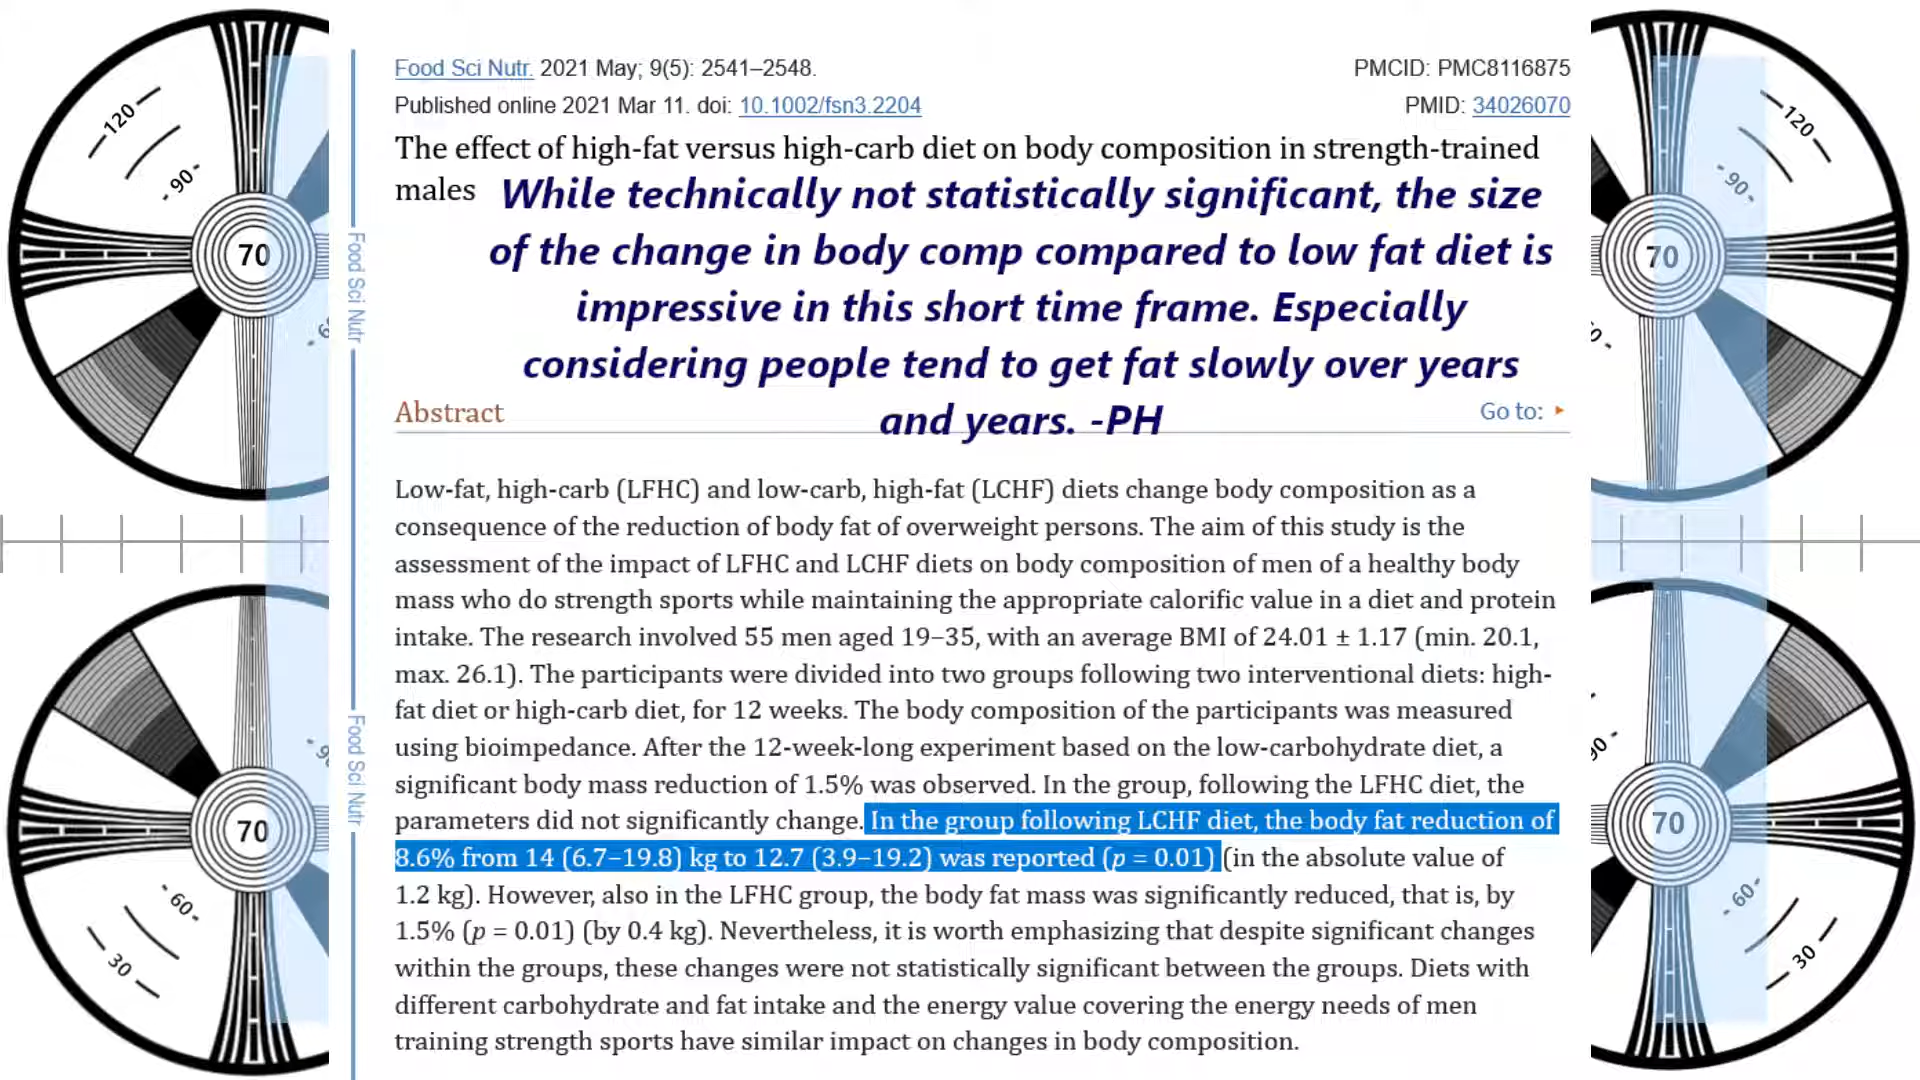 Food Sci Nutr. 2021 May; 9(5): 2541–2548.
PMCID: PMC8116875
Published online 2021 Mar 11. doi: 10.1002/fsn3.2204
PMID: 34026070
The effect of high-fat versus high-carb diet on body composition in strength-trained
males
While technically not statistically significant, the size
of the change in body comp compared to low fat diet is
impressive in this short time frame. Especially
considering people tend to get fat slowly over years
and years. -PH
Abstract
Go to:
Low-fat, high-carb (LFHC) and low-carb, high-fat (LCHF) diets change body composition as a
consequence of the reduction of body fat of overweight persons. The aim of this study is the
assessment of the impact of LFHC and LCHF diets on body composition of men of a healthy body
mass who do strength sports while maintaining the appropriate calorific value in a diet and protein
intake. The research involved 55 men aged 19–35, with an average BMI of 24.01 ± 1.17 (min. 20.1,
max. 26.1). The participants were divided into two groups following two interventional diets: high-
fat diet or high-carb diet, for 12 weeks. The body composition of the participants was measured
using bioimpedance. After the 12-week-long experiment based on the low-carbohydrate diet, a
significant body mass reduction of 1.5% was observed. In the group, following the LFHC diet, the
parameters did not significantly change. In the group following LCHF diet, the body fat reduction of
8.6% from 14 (6.7–19.8) kg to 12.7 (3.9–19.2) was reported (p = 0.01) (in the absolute value of
1.2 kg). However, also in the LFHC group, the body fat mass was significantly reduced, that is, by
1.5% (p = 0.01) (by 0.4 kg). Nevertheless, it is worth emphasizing that despite significant changes
within the groups, these changes were not statistically significant between the groups. Diets with
different carbohydrate and fat intake and the energy value covering the energy needs of men
training strength sports have similar impact on changes in body composition.
Food Sci Nutr
Food Sci Nutr
120
- 90 -
70
120
- 90 -
70
70
- 60 -
30
70
- 60 -
30